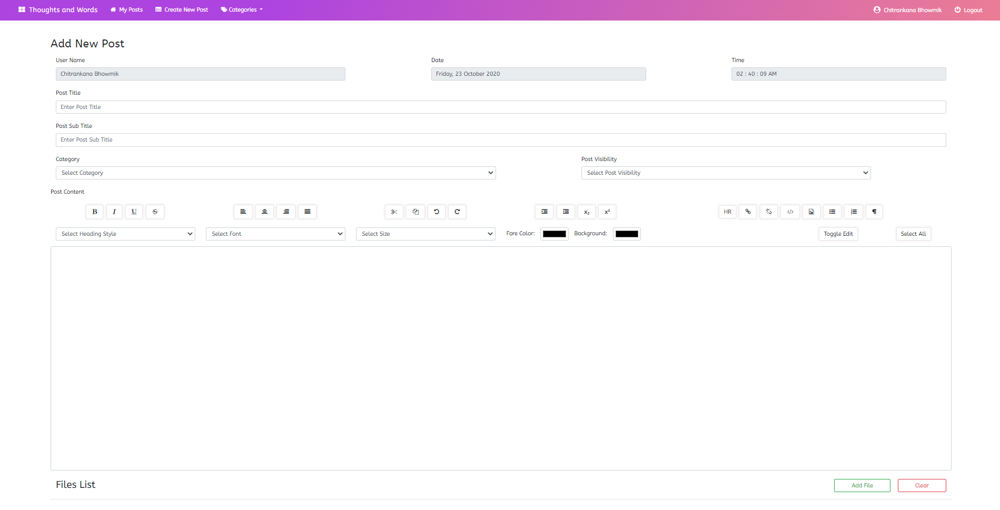 Thoughts and Words My Posts Create New Post Categories Chitrankana Bhowmik Logout
Add New Post
User Name Date Time
Chitrankana Bhowmik Friday, 23 October 2020 02 : 40 : 09 AM
Post Title
Enter Post Title
Post Sub Title
Enter Post Sub Title
Category Post Visibility
Select Category Select Post Visibility
Post Content
B I U S x₂ x² HR </> ¶
Select Heading Style Select Font Select Size Fore Color: Background: Toggle Edit Select All
Files List Add File Clear